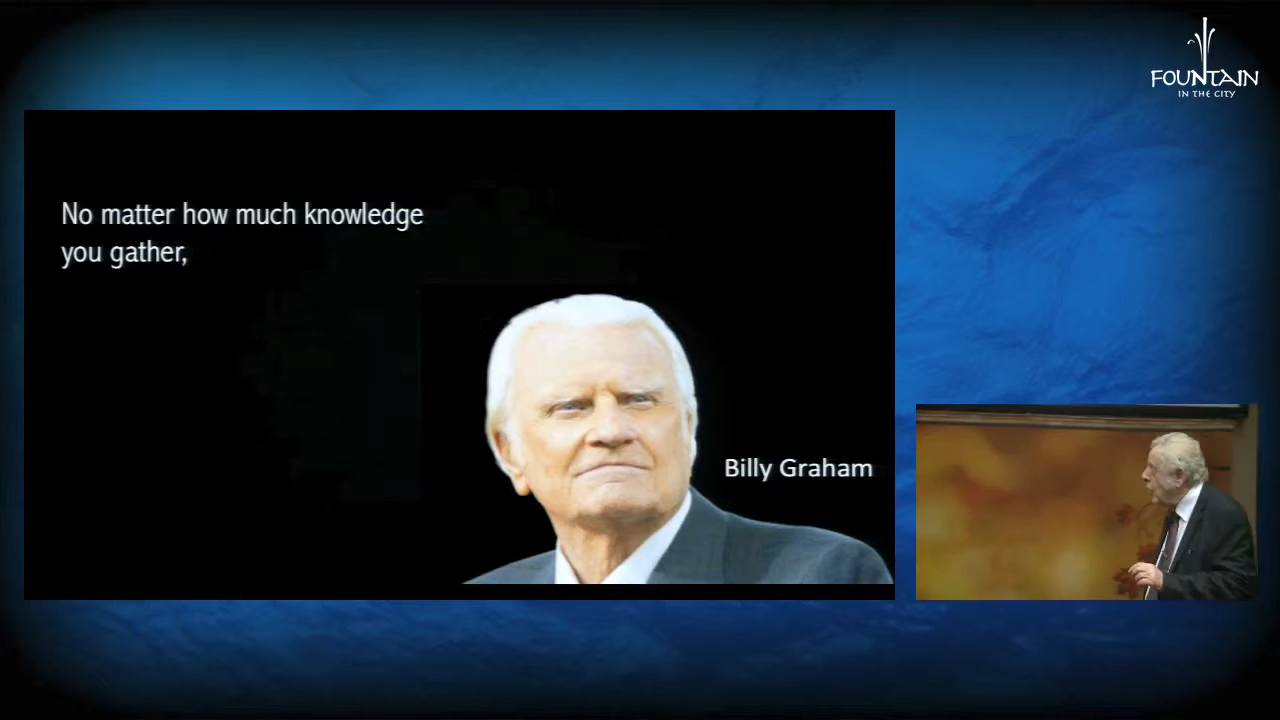 FOUNTAIN
IN THE CITY
No matter how much knowledge
you gather,
Billy Graham